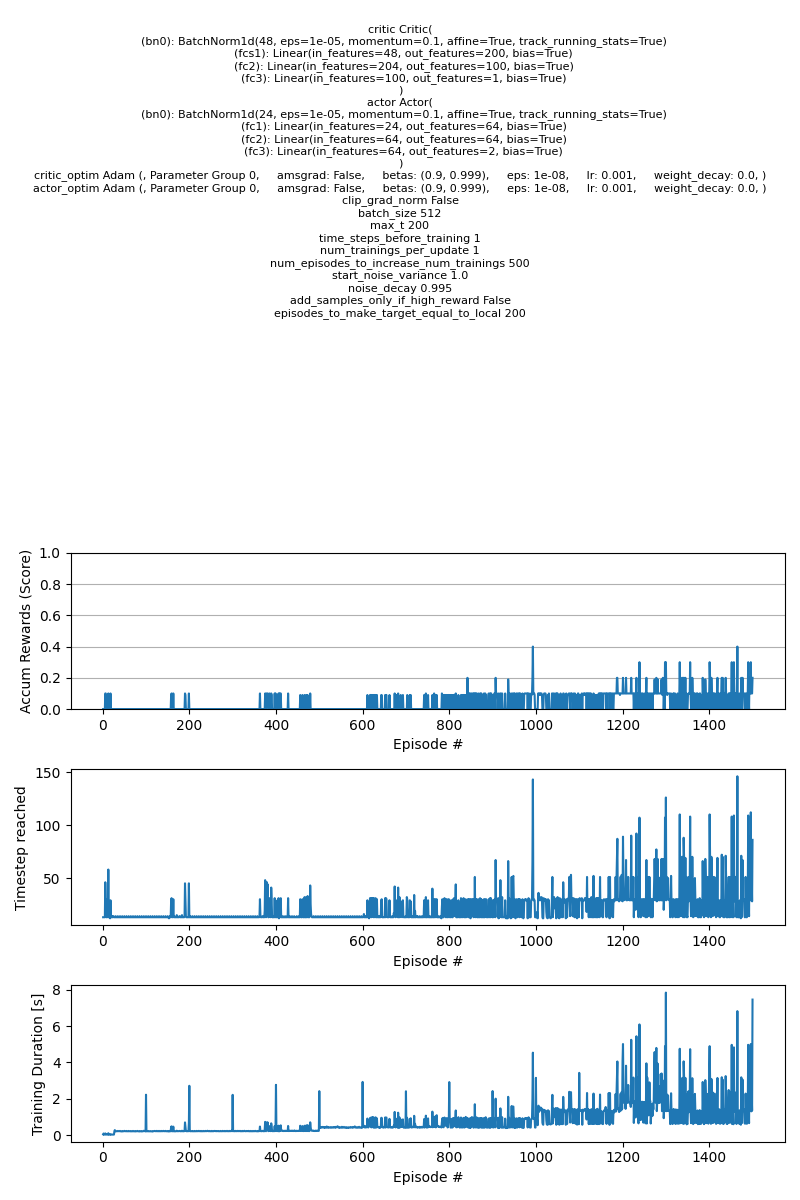 critic Critic(
(bn0): BatchNorm1d(48, eps=1e-05, momentum=0.1, affine=True, track_running_stats=True)
(fcs1): Linear(in_features=48, out_features=200, bias=True)
(fc2): Linear(in_features=204, out_features=100, bias=True)
(fc3): Linear(in_features=100, out_features=1, bias=True)
)
actor Actor(
(bn0): BatchNorm1d(24, eps=1e-05, momentum=0.1, affine=True, track_running_stats=True)
(fc1): Linear(in_features=24, out_features=64, bias=True)
(fc2): Linear(in_features=64, out_features=64, bias=True)
(fc3): Linear(in_features=64, out_features=2, bias=True)
)
critic_optim Adam (, Parameter Group 0,     amsgrad: False,     betas: (0.9, 0.999),     eps: 1e-08,     lr: 0.001,     weight_decay: 0.0, )
actor_optim Adam (, Parameter Group 0,     amsgrad: False,     betas: (0.9, 0.999),     eps: 1e-08,     lr: 0.001,     weight_decay: 0.0, )
clip_grad_norm False
batch_size 512
max_t 200
time_steps_before_training 1
num_trainings_per_update 1
num_episodes_to_increase_num_trainings 500
start_noise_variance 1.0
noise_decay 0.995
add_samples_only_if_high_reward False
episodes_to_make_target_equal_to_local 200
Accum Rewards (Score)
1.0
0.8
0.6
0.4
0.2
0.0
0 200 400 600 800 1000 1200 1400
Episode #
Timestep reached
150
100
50
0 200 400 600 800 1000 1200 1400
Episode #
Training Duration [s]
8
6
4
2
0
0 200 400 600 800 1000 1200 1400
Episode #